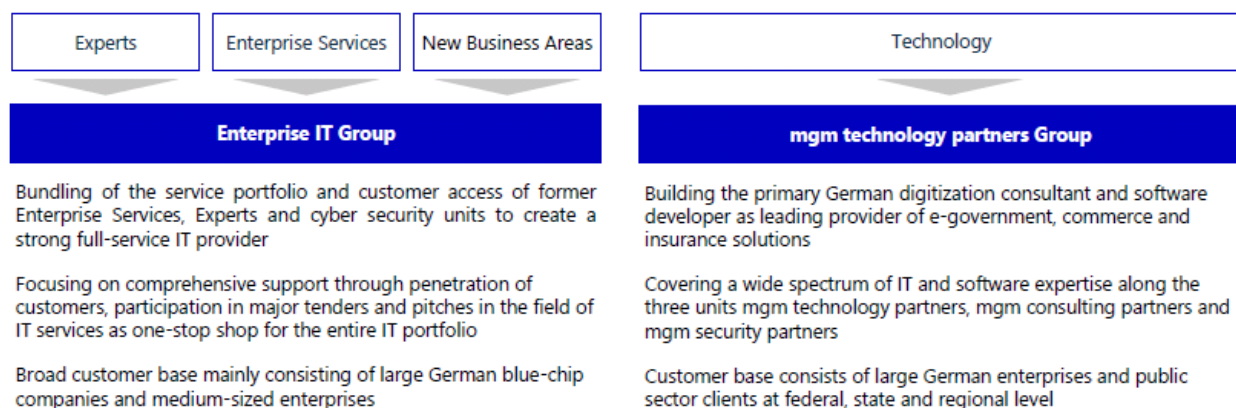 Experts
Enterprise Services
New Business Areas
Technology
Enterprise IT Group
mgm technology partners Group
Bundling of the service portfolio and customer access of former
Enterprise Services, Experts and cyber security units to create a
strong full-service IT provider
Focusing on comprehensive support through penetration of
customers, participation in major tenders and pitches in the field of
IT services as one-stop shop for the entire IT portfolio
Broad customer base mainly consisting of large German blue-chip
companies and medium-sized enterprises
Building the primary German digitization consultant and software
developer as leading provider of e-government, commerce and
insurance solutions
Covering a wide spectrum of IT and software expertise along the
three units mgm technology partners, mgm consulting partners and
mgm security partners
Customer base consists of large German enterprises and public
sector clients at federal, state and regional level